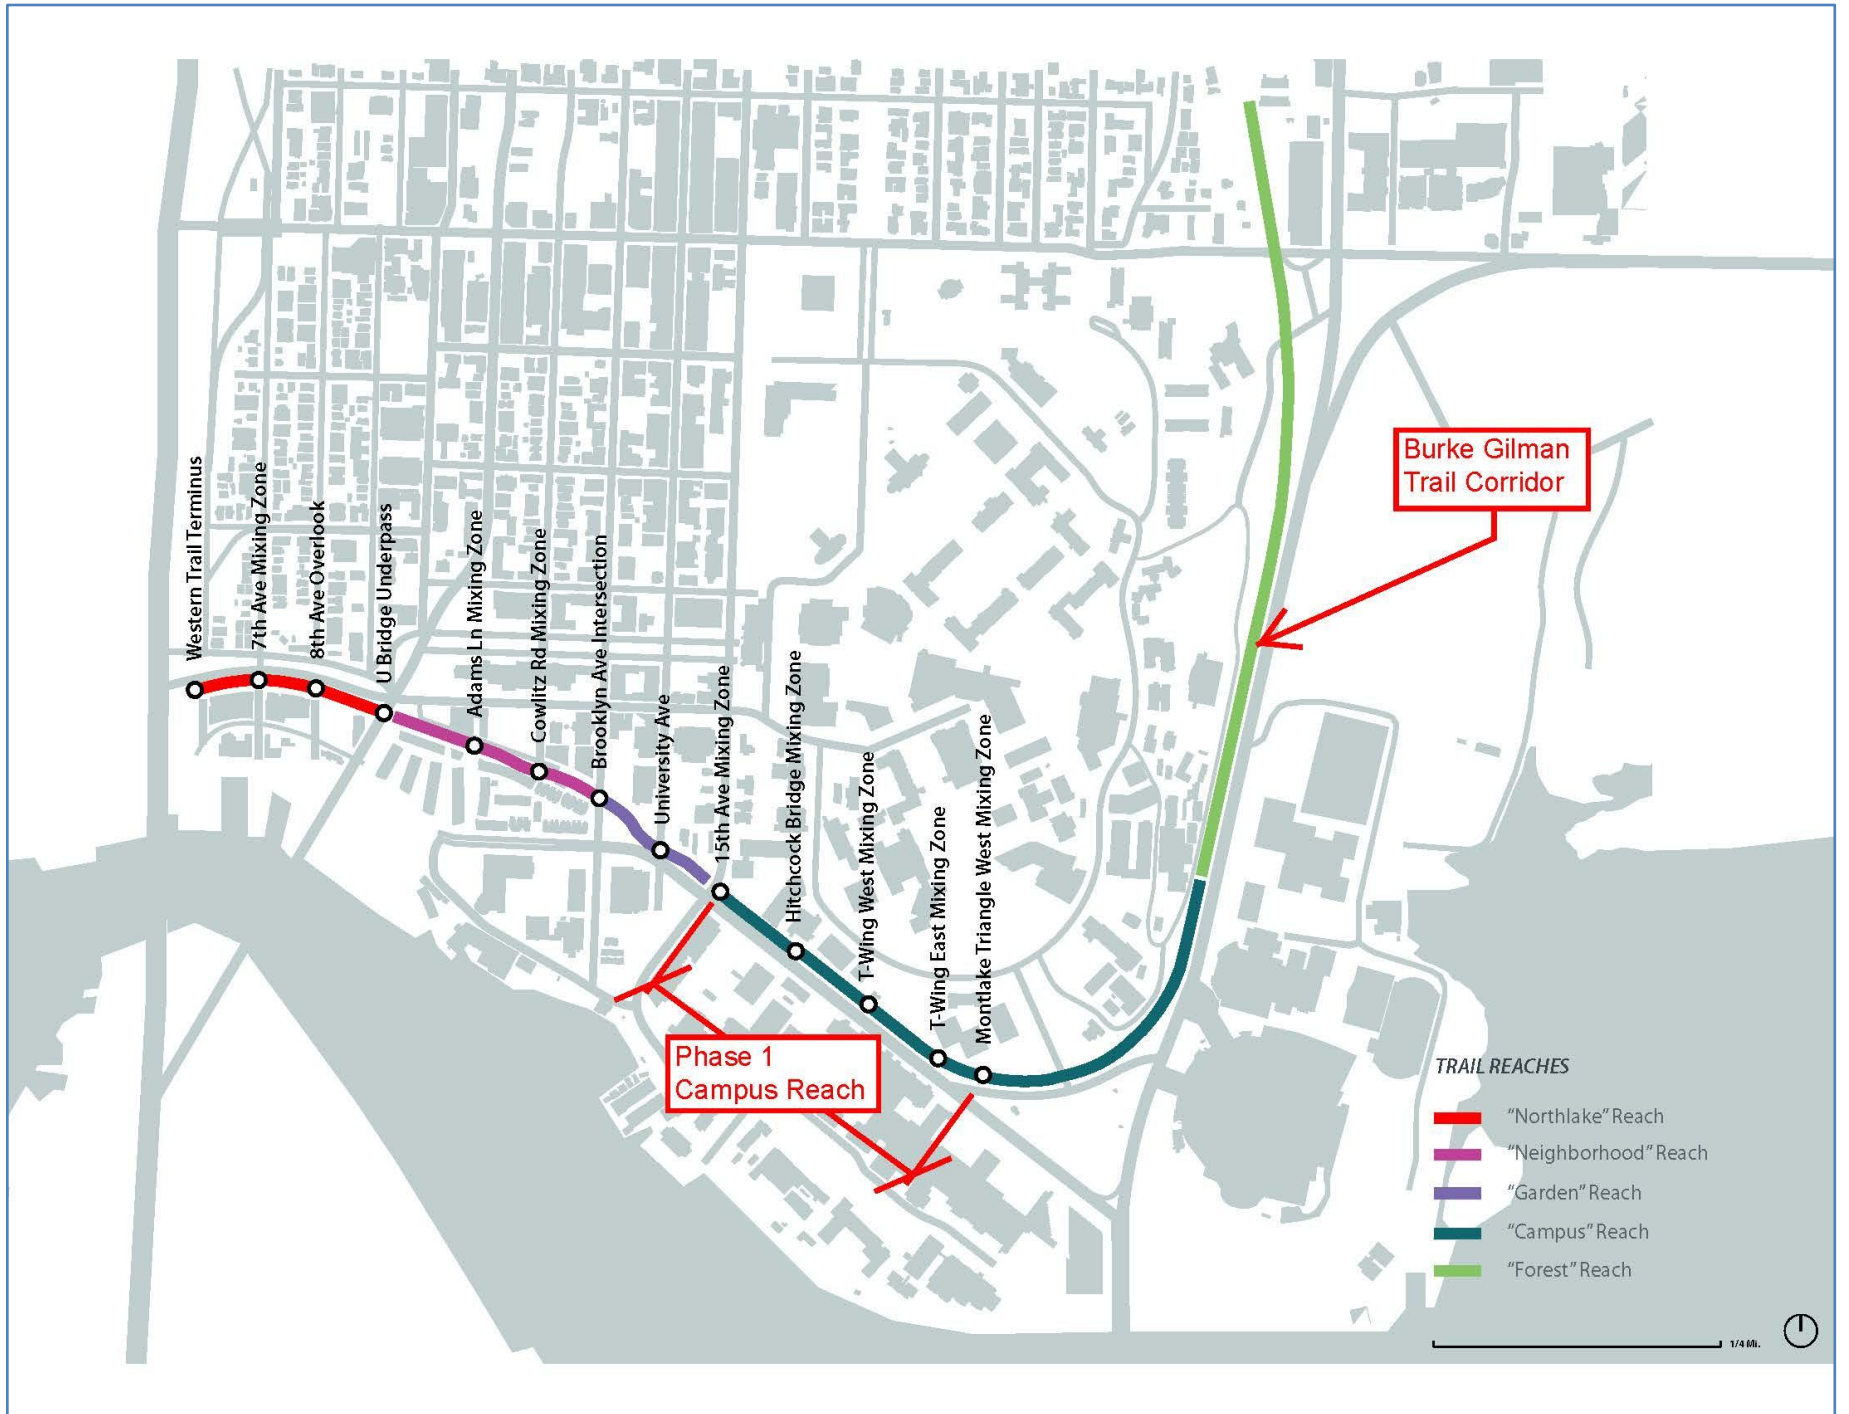 Western Trail Terminus
7th Ave Mixing Zone
8th Ave Overlook
U Bridge Underpass
Adams Ln Mixing Zone
Cowlitz Rd Mixing Zone
Brooklyn Ave Intersection
University Ave
15th Ave Mixing Zone
Hitchcock Bridge Mixing Zone
T-Wing West Mixing Zone
T-Wing East Mixing Zone
Montlake Triangle West Mixing Zone
Burke Gilman
Trail Corridor
Phase 1
Campus Reach
TRAIL REACHES
“Northlake” Reach
“Neighborhood” Reach
“Garden” Reach
“Campus” Reach
“Forest” Reach
1/4 Mi.